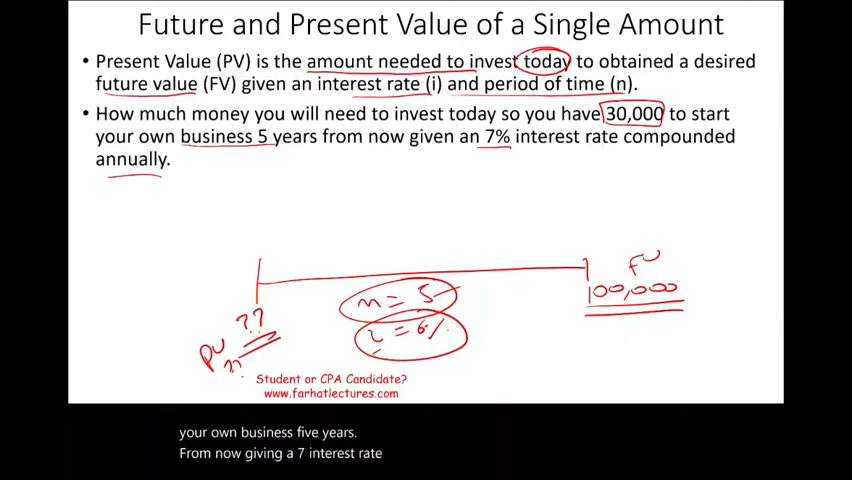 Future and Present Value of a Single Amount
• Present Value (PV) is the amount needed to invest today to obtained a desired
future value (FV) given an interest rate (i) and period of time (n).
• How much money you will need to invest today so you have 30,000 to start
your own business 5 years from now given an 7% interest rate compounded
annually.
FV
100,000
n = 5
??
i = 6%
PV
??
Student or CPA Candidate?
www.farhatlectures.com
your own business five years.
From now giving a 7 interest rate